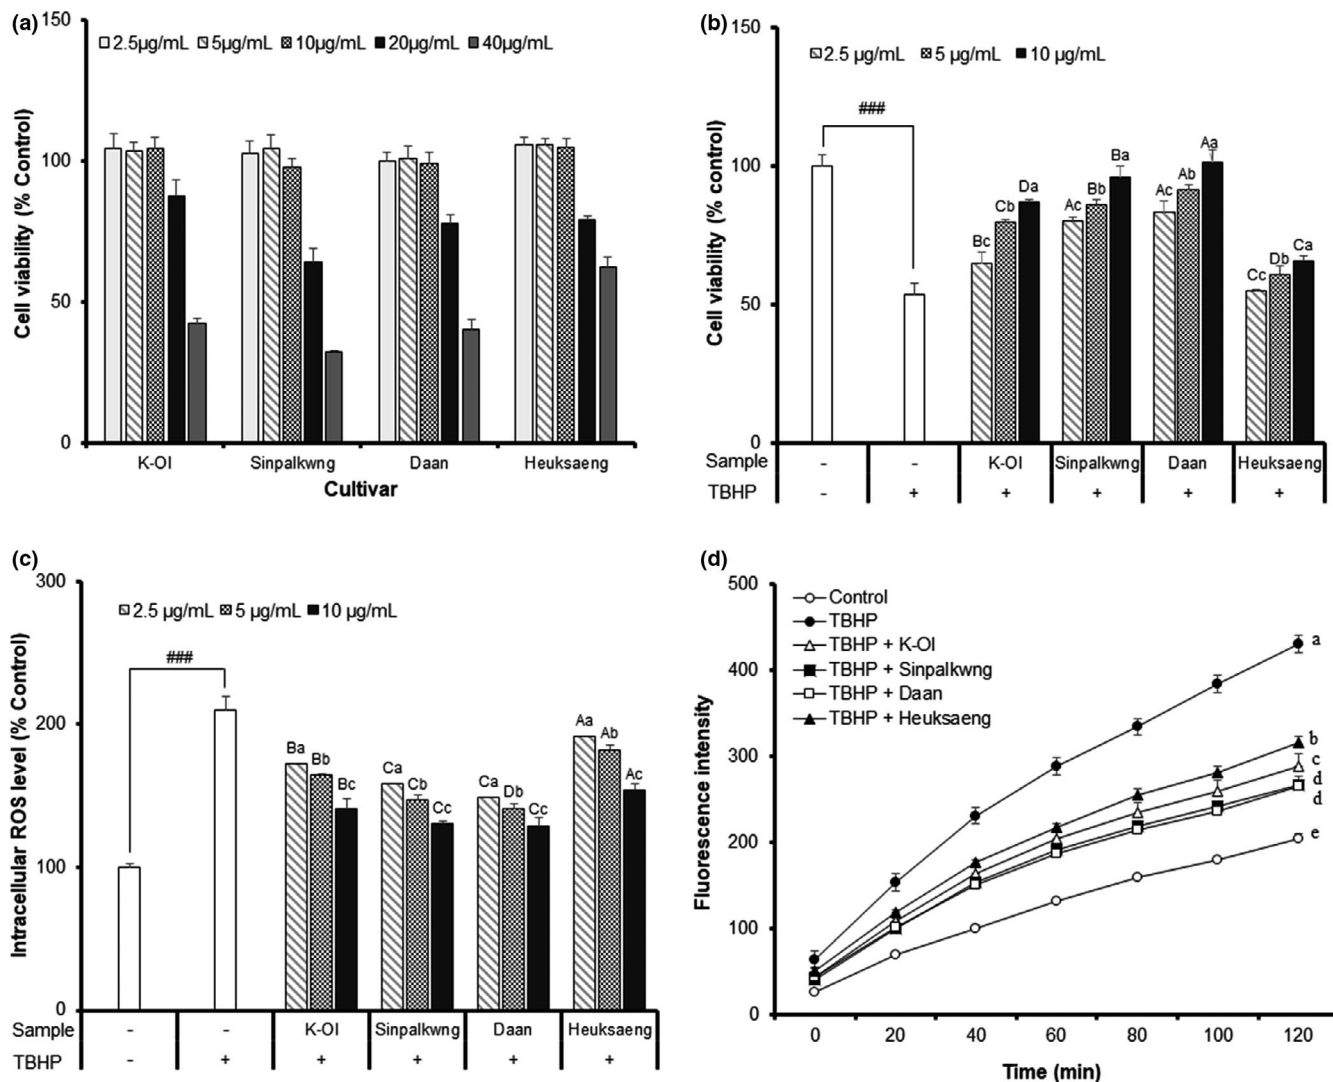 (a)
150
2.5µg/mL 5µg/mL 10µg/mL 20µg/mL 40µg/mL
100
50
0
Cell viability (% Control)
K-Ol Sinpalkwng Daan Heuksaeng
Cultivar
(b)
150
2.5 µg/mL 5 µg/mL 10 µg/mL
###
100
50
0
Cell viability (% control)
Bc Cb Da Ac Bb Ba Ac Ab Aa Cc Db Ca
Sample - - K-Ol Sinpalkwng Daan Heuksaeng
TBHP - + + + + +
(c)
300
2.5 µg/mL 5 µg/mL 10 µg/mL
###
200
100
0
Intracellular ROS level (% Control)
Ba Bb Bc Ca Cb Cc Ca Db Cc Aa Ab Ac
Sample - - K-Ol Sinpalkwng Daan Heuksaeng
TBHP - + + + + +
(d)
500
400
300
200
100
0
Fluorescence intensity
Control
TBHP
TBHP + K-Ol
TBHP + Sinpalkwng
TBHP + Daan
TBHP + Heuksaeng
a
b
c
d
d
e
0 20 40 60 80 100 120
Time (min)